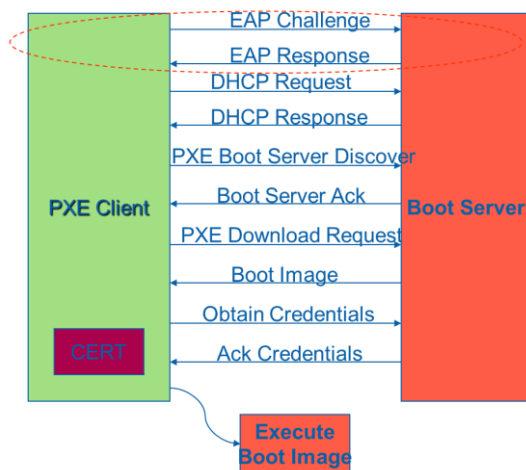 EAP Challenge
EAP Response
DHCP Request
DHCP Response
PXE Boot Server Discover
PXE Client
Boot Server Ack
Boot Server
PXE Download Request
Boot Image
Obtain Credentials
CERT
Ack Credentials
Execute
Boot Image